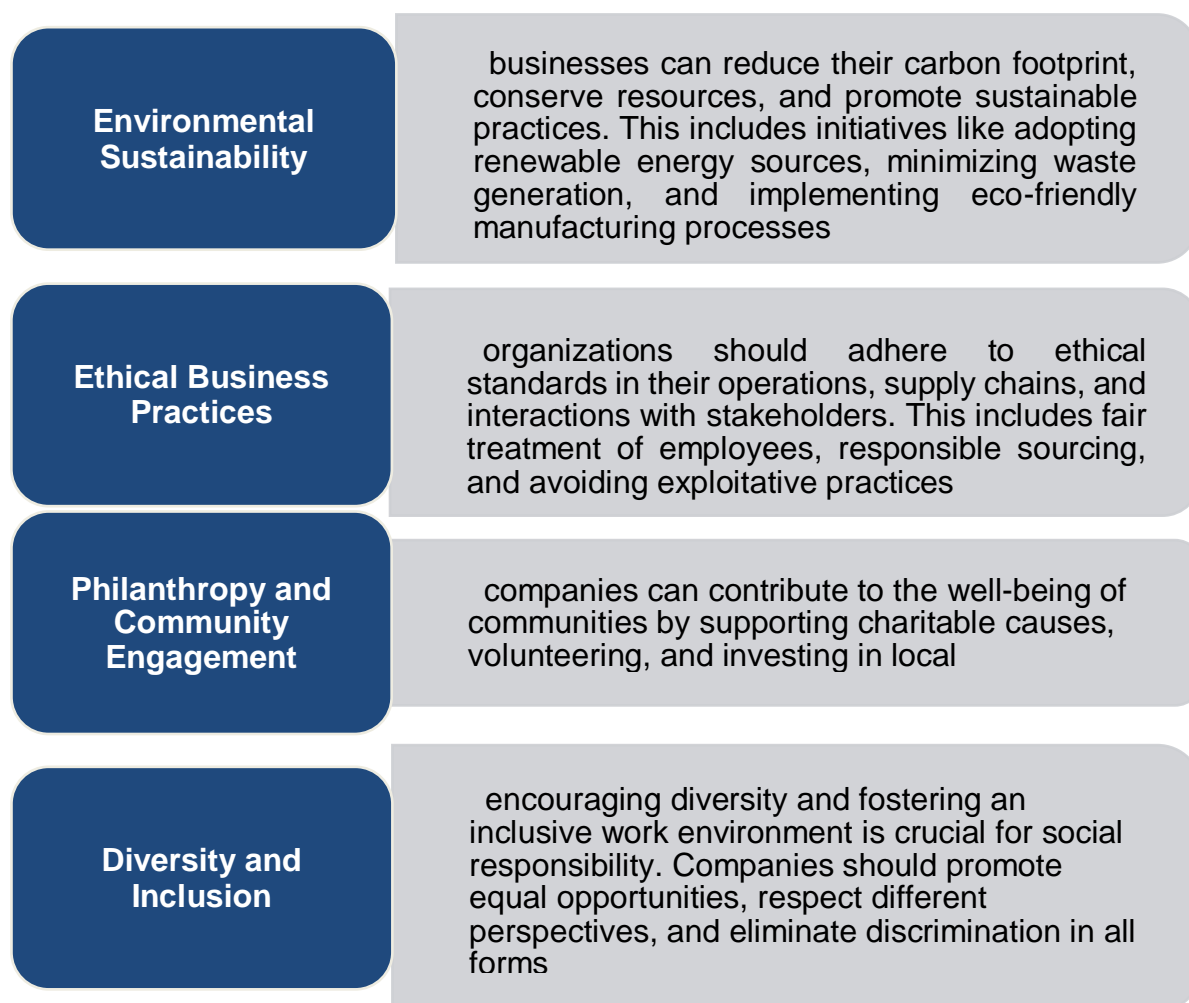 Environmental
Sustainability
businesses can reduce their carbon footprint,
conserve resources, and promote sustainable
practices. This includes initiatives like adopting
renewable energy sources, minimizing waste
generation, and implementing eco-friendly
manufacturing processes
Ethical Business
Practices
organizations should adhere to ethical
standards in their operations, supply chains, and
interactions with stakeholders. This includes fair
treatment of employees, responsible sourcing,
and avoiding exploitative practices
Philanthropy and
Community
Engagement
companies can contribute to the well-being of
communities by supporting charitable causes,
volunteering, and investing in local
Diversity and
Inclusion
encouraging diversity and fostering an
inclusive work environment is crucial for social
responsibility. Companies should promote
equal opportunities, respect different
perspectives, and eliminate discrimination in all
forms